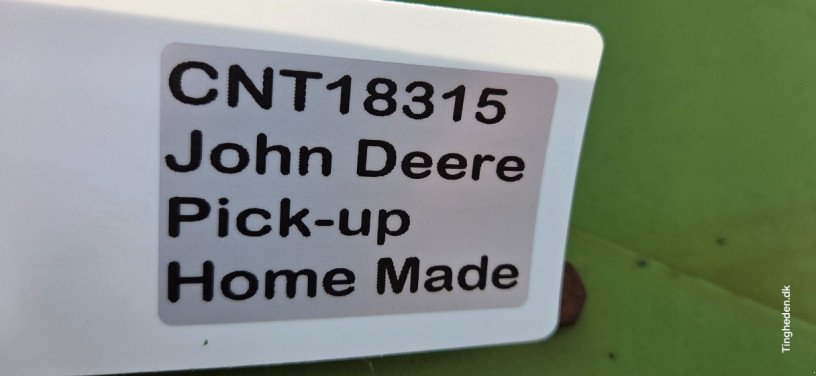 CNT18315
John Deere
Pick-up
Home Made
Tingheden.dk